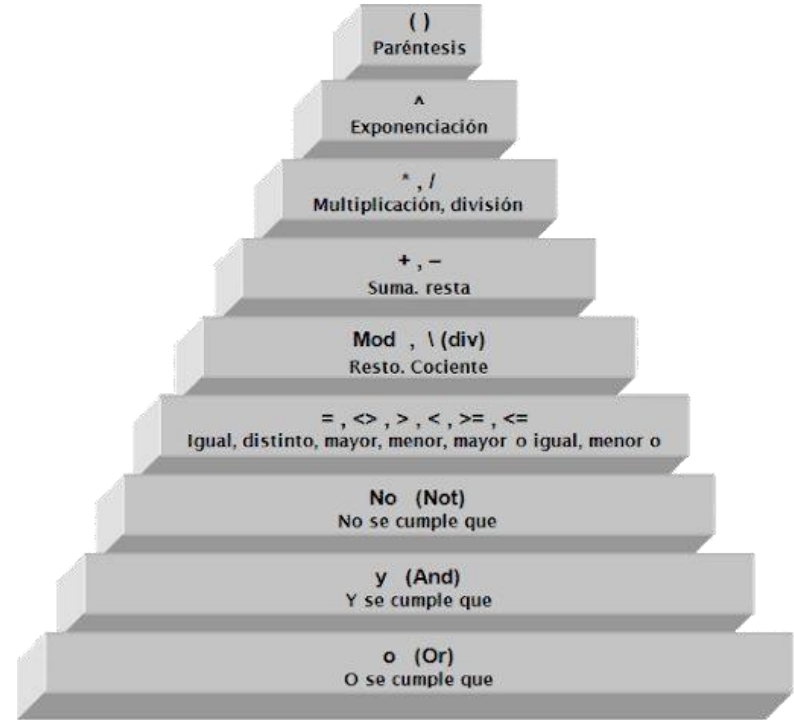 ( )
Paréntesis
^
Exponenciación
* , /
Multiplicación, división
+ , –
Suma. resta
Mod , \ (div)
Resto. Cociente
= , <> , > , < , >= , <=
Igual, distinto, mayor, menor, mayor o igual, menor o
No (Not)
No se cumple que
y (And)
Y se cumple que
o (Or)
O se cumple que